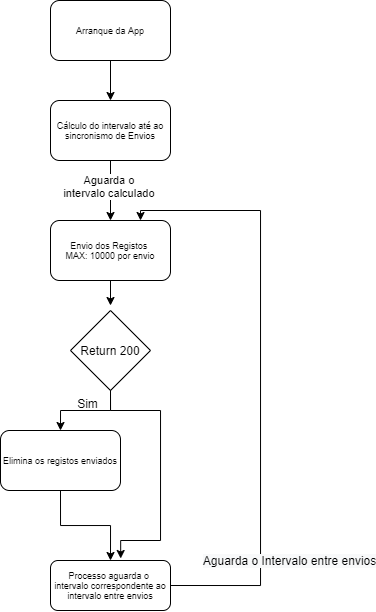 Arranque da App
Cálculo do intervalo até ao
sincronismo de Envios
Aguarda o
intervalo calculado
Envio dos Registos
MAX: 10000 por envio
Return 200
Sim
Elimina os registos enviados
Aguarda o Intervalo entre envios
Processo aguarda o
intervalo correspondente ao
intervalo entre envios